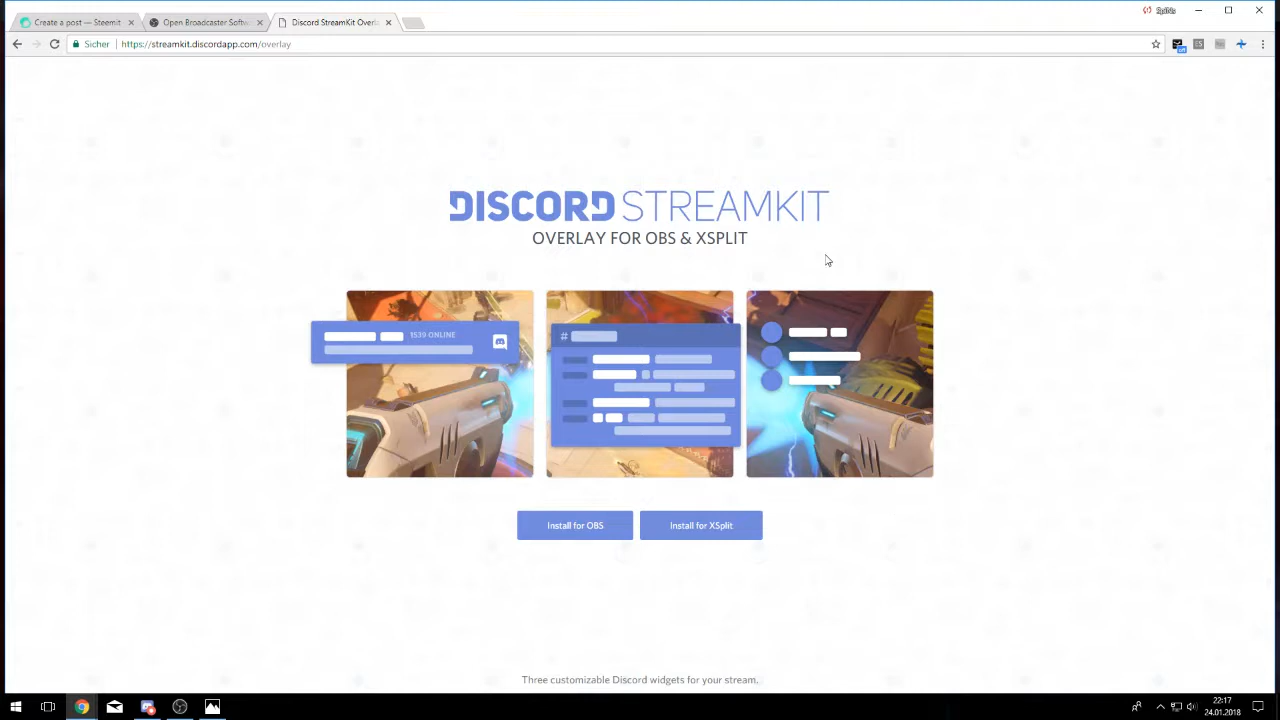 Create a post — Steemit
Open Broadcaster Softw
Discord StreamKit Overl
Sicher
https://streamkit.discordapp.com/overlay
DISCORD STREAMKIT
OVERLAY FOR OBS & XSPLIT
1539 ONLINE
#
Install for OBS
Install for XSplit
Three customizable Discord widgets for your stream.
22:17
24.01.2018